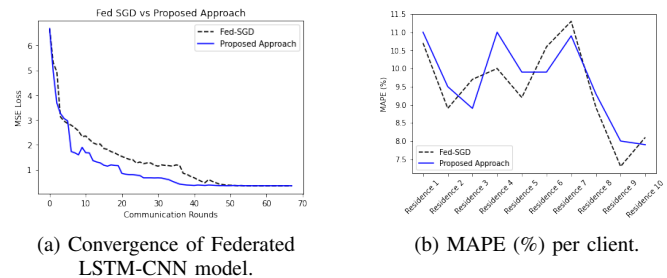 Fed SGD vs Proposed Approach
Fed-SGD
Proposed Approach
MSE Loss
6
5
4
3
2
1
0 10 20 30 40 50 60 70
Communication Rounds
(a) Convergence of Federated
LSTM-CNN model.
11.5
11.0
10.5
10.0
9.5
9.0
8.5
8.0
7.5
MAPE (%)
Fed-SGD
Proposed Approach
Residence 1
Residence 2
Residence 3
Residence 4
Residence 5
Residence 6
Residence 7
Residence 8
Residence 9
Residence 10
(b) MAPE (%) per client.